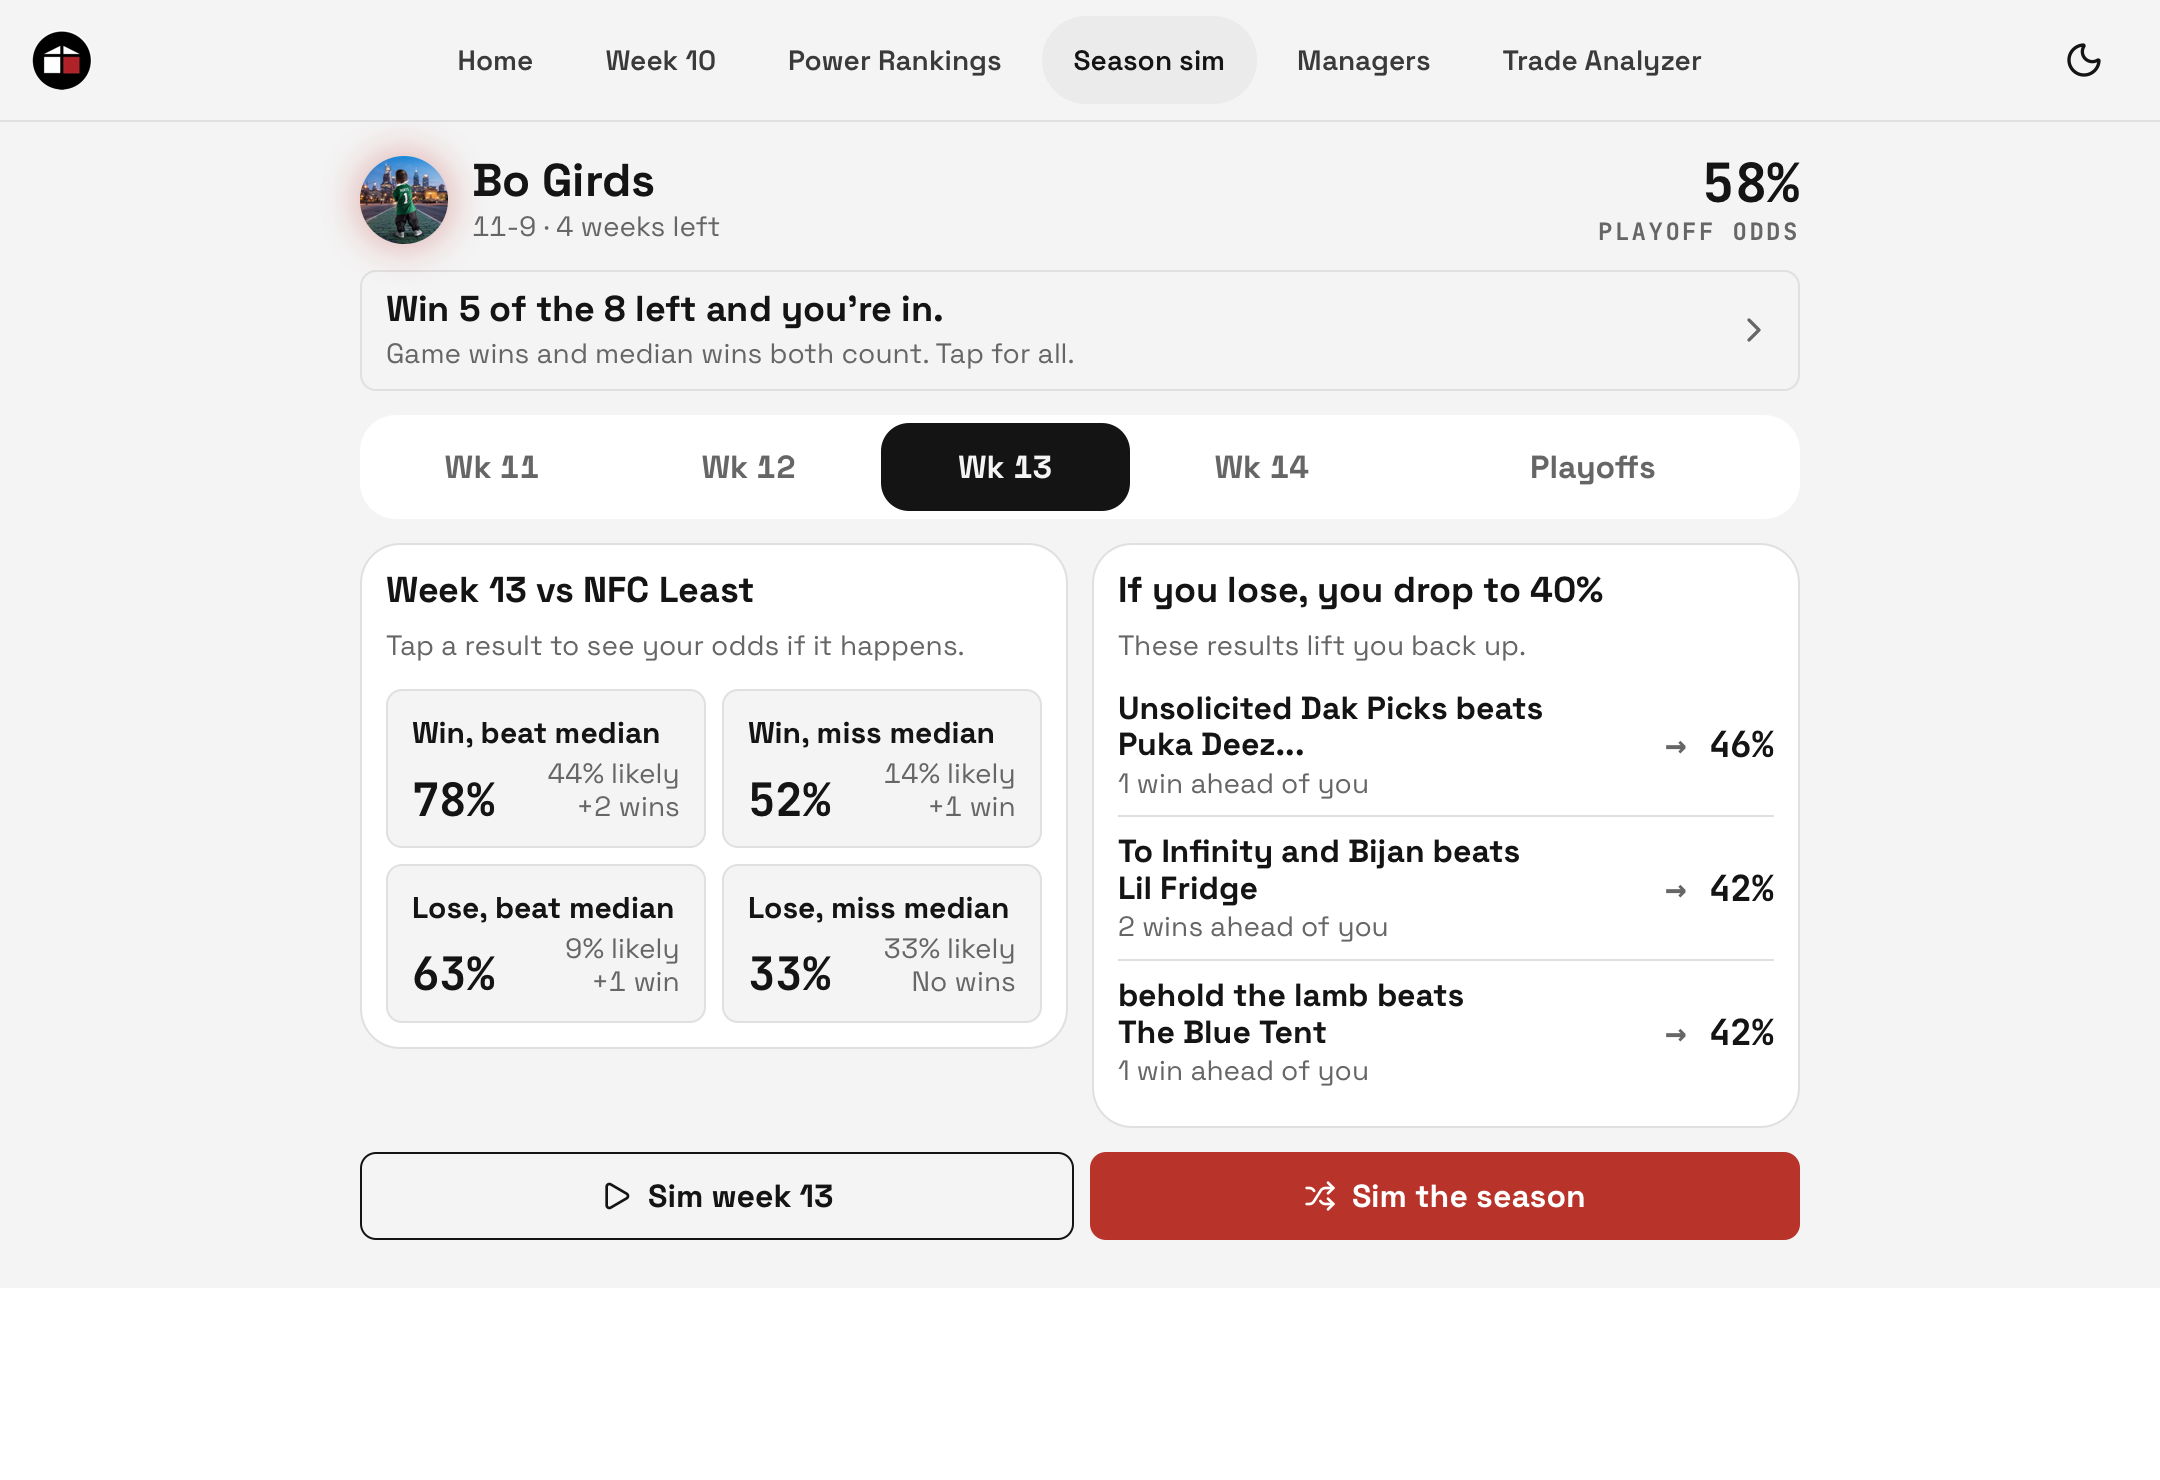 Home
Week 10
Power Rankings
Season sim
Managers
Trade Analyzer
Bo Girds
11-9 · 4 weeks left
58%
PLAYOFF ODDS
Win 5 of the 8 left and you're in.
Game wins and median wins both count. Tap for all.
Wk 11
Wk 12
Wk 13
Wk 14
Playoffs
Week 13 vs NFC Least
Tap a result to see your odds if it happens.
Win, beat median
78%
44% likely
+2 wins
Win, miss median
52%
14% likely
+1 win
Lose, beat median
63%
9% likely
+1 win
Lose, miss median
33%
33% likely
No wins
If you lose, you drop to 40%
These results lift you back up.
Unsolicited Dak Picks beats
Puka Deez...
1 win ahead of you
→ 46%
To Infinity and Bijan beats
Lil Fridge
2 wins ahead of you
→ 42%
behold the lamb beats
The Blue Tent
1 win ahead of you
→ 42%
Sim week 13
Sim the season